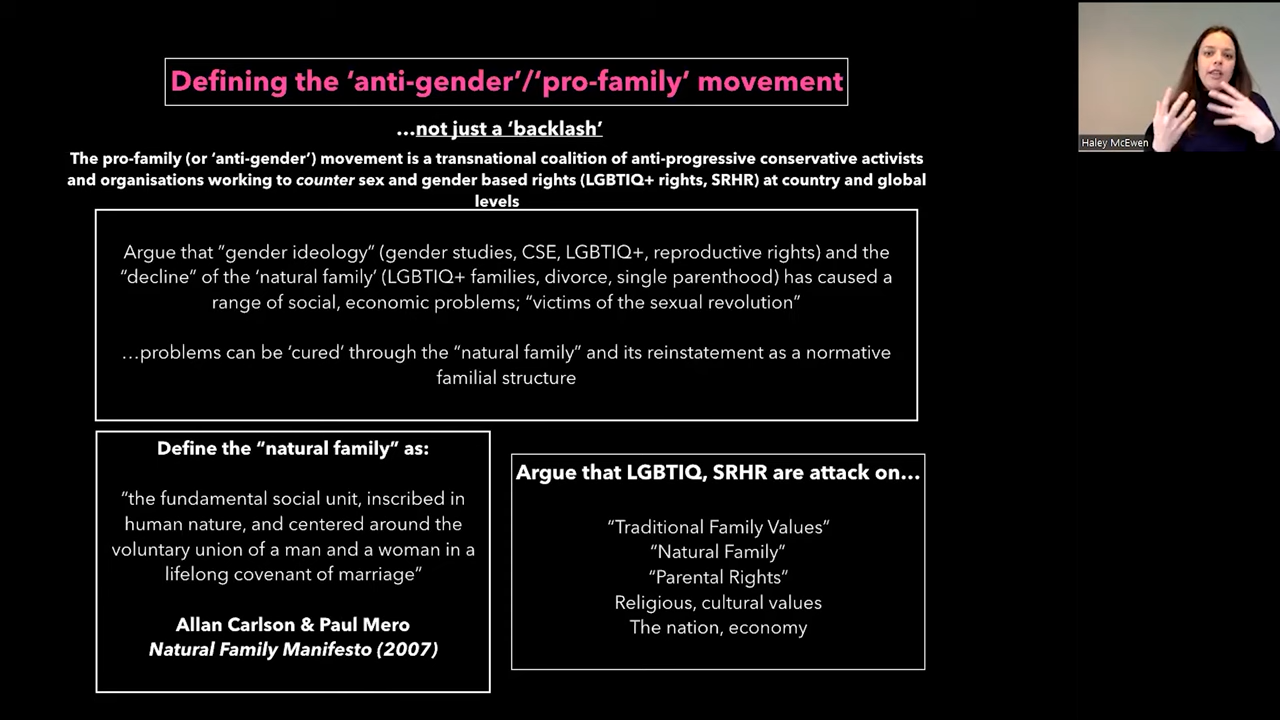 Defining the ‘anti-gender’/‘pro-family’ movement
...not just a ‘backlash’
The pro-family (or ‘anti-gender’) movement is a transnational coalition of anti-progressive conservative activists
and organisations working to counter sex and gender based rights (LGBTIQ+ rights, SRHR) at country and global
levels
Argue that “gender ideology” (gender studies, CSE, LGBTIQ+, reproductive rights) and the
“decline” of the ‘natural family’ (LGBTIQ+ families, divorce, single parenthood) has caused a
range of social, economic problems; “victims of the sexual revolution”
...problems can be ‘cured’ through the “natural family” and its reinstatement as a normative
familial structure
Define the “natural family” as:
”the fundamental social unit, inscribed in
human nature, and centered around the
voluntary union of a man and a woman in a
lifelong covenant of marriage”
Allan Carlson & Paul Mero
Natural Family Manifesto (2007)
Argue that LGBTIQ, SRHR are attack on...
“Traditional Family Values”
“Natural Family”
“Parental Rights”
Religious, cultural values
The nation, economy
Haley McEwen